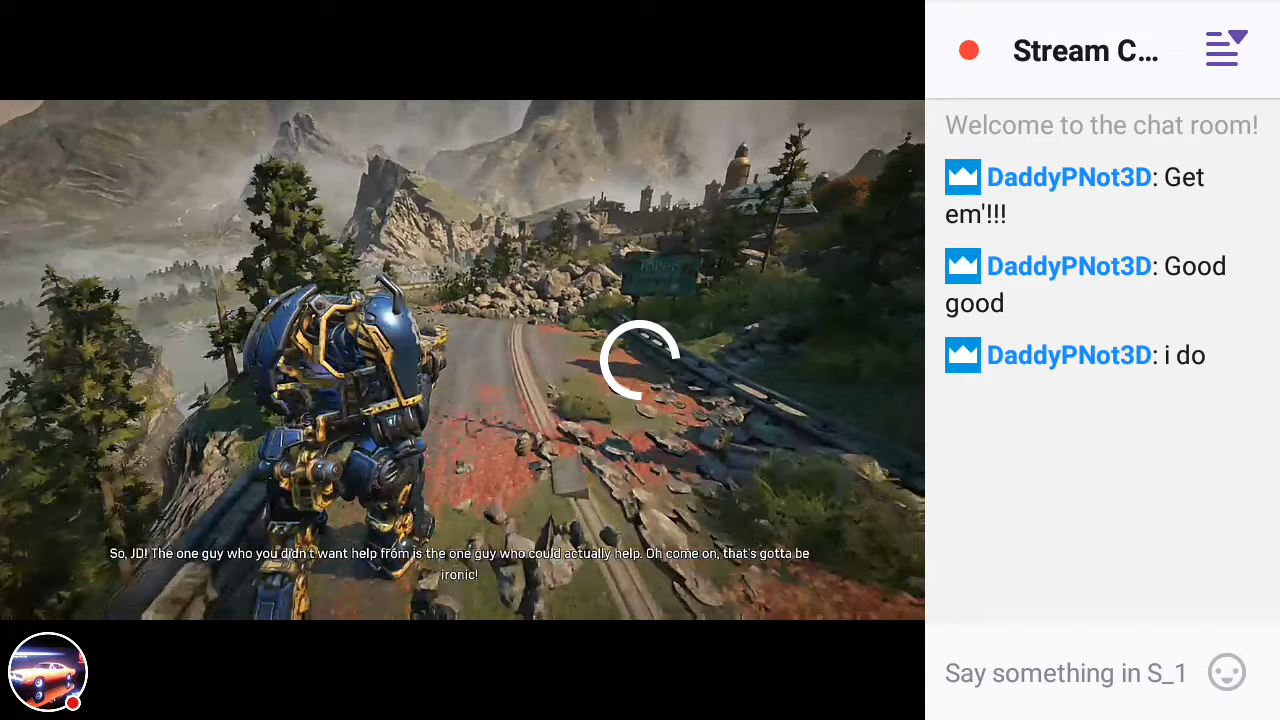 Stream C...
Welcome to the chat room!
DaddyPNot3D: Get
em'!!!
DaddyPNot3D: Good
good
DaddyPNot3D: i do
So, JD! The one guy who you didn't want help from is the one guy who could actually help. Oh come on, that's gotta be
ironic!
Say something in S_1